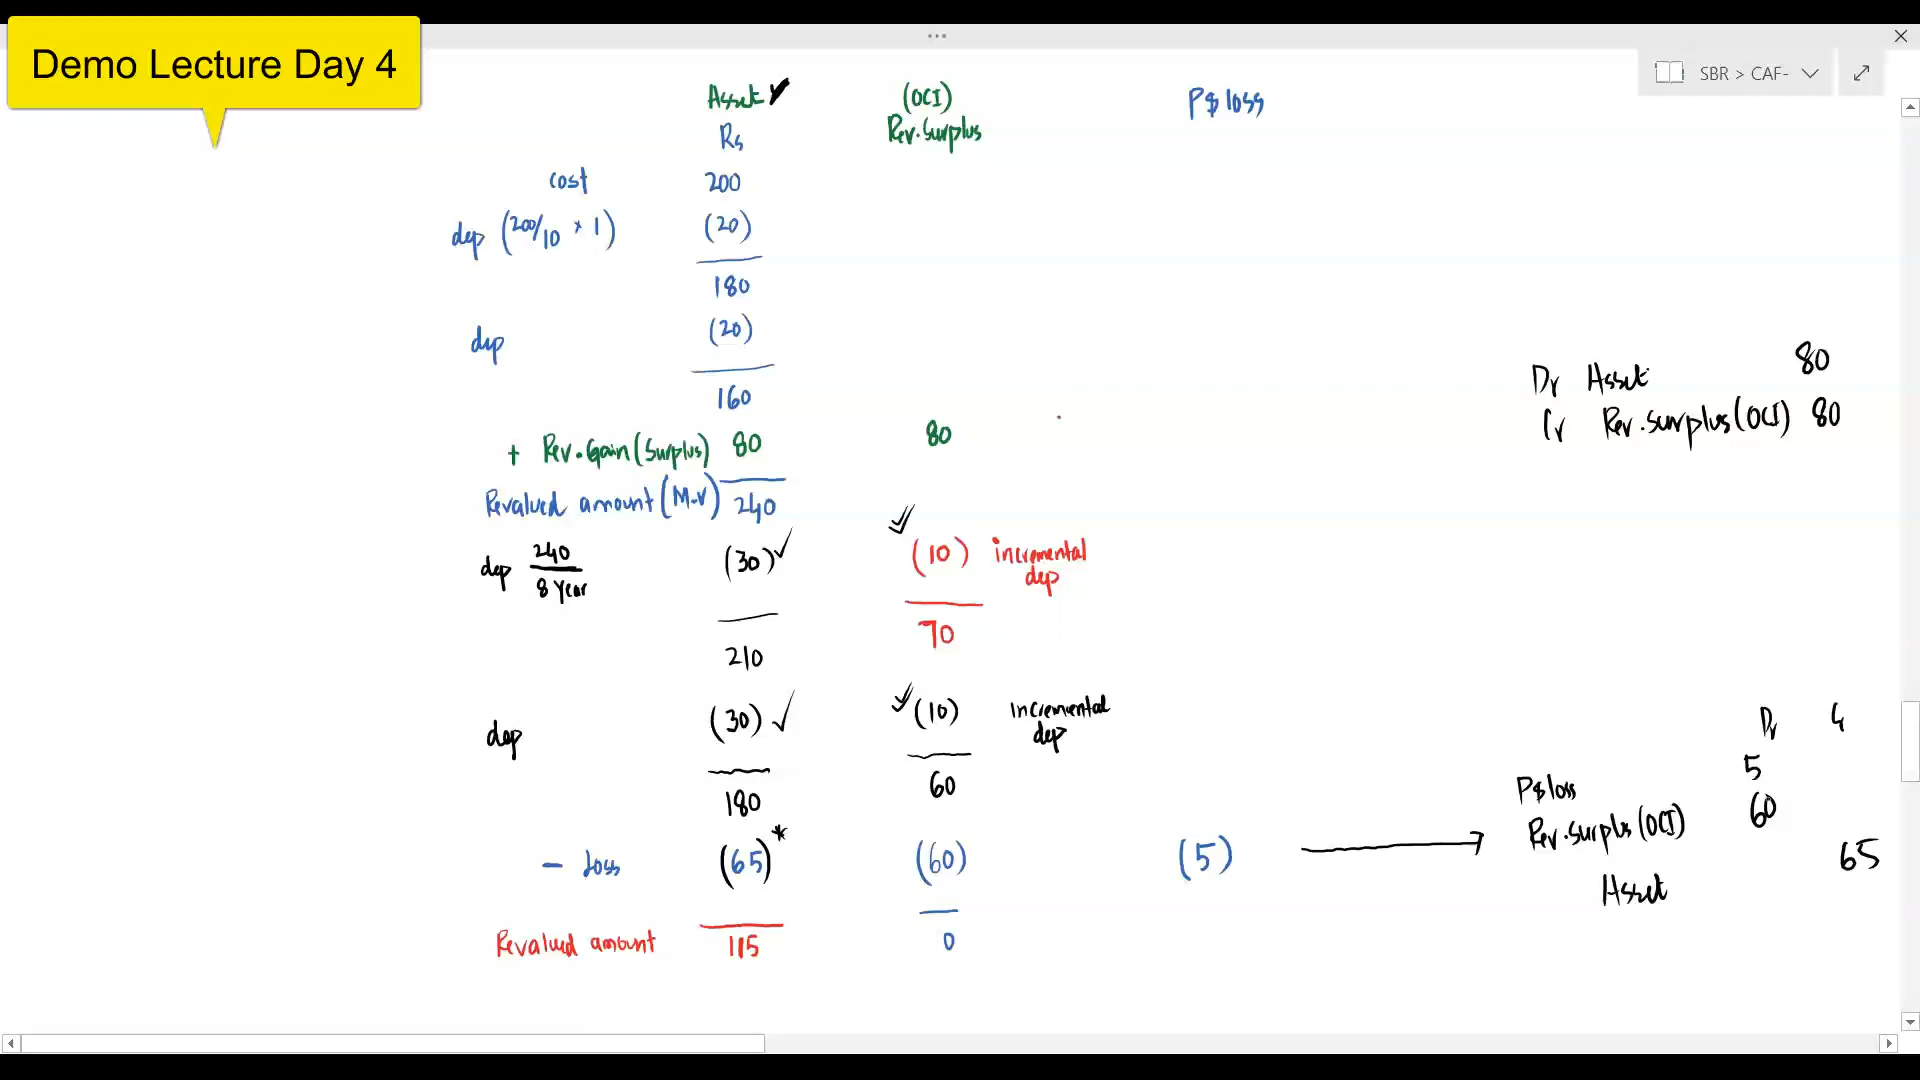 Demo Lecture Day 4
SBR > CAF-
Asset (OCI) P$loss
Rs Rev.Surplus
cost 200
dep (200/10 * 1) (20)
180
dep (20)
160
Dr Asset 80
Cr Rev.surplus(OCI) 80
+ Rev.Gain(Surplus) 80 80
Revalued amount(M.V) 240
dep 240/8 Year (30) (10) incremental dep
70
210
dep (30) (10) incremental dep
180 60
Dr
P$loss 5
Rev.surplus(OCI) 60
Asset 65
- loss (65)* (60) (5)
Revalued amount 115 0